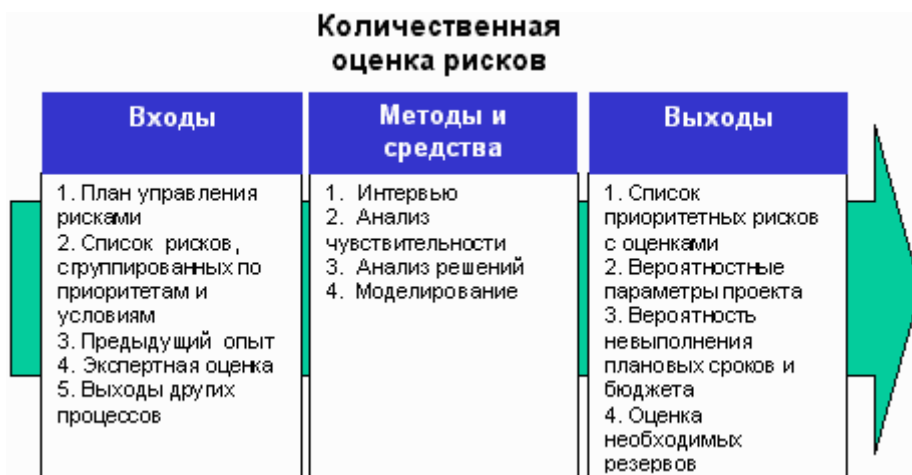 Количественная
оценка рисков
Входы
1. План управления
рисками
2. Список рисков,
сгруппированных по
приоритетам и
условиям
3. Предыдущий опыт
4. Экспертная оценка
5. Выходы других
процессов
Методы и
средства
1. Интервью
2. Анализ
чувствительности
3. Анализ решений
4. Моделирование
Выходы
1. Список
приоритетных рисков
с оценками
2. Вероятностные
параметры проекта
3. Вероятность
невыполнения
плановых сроков и
бюджета
4. Оценка
необходимых
резервов